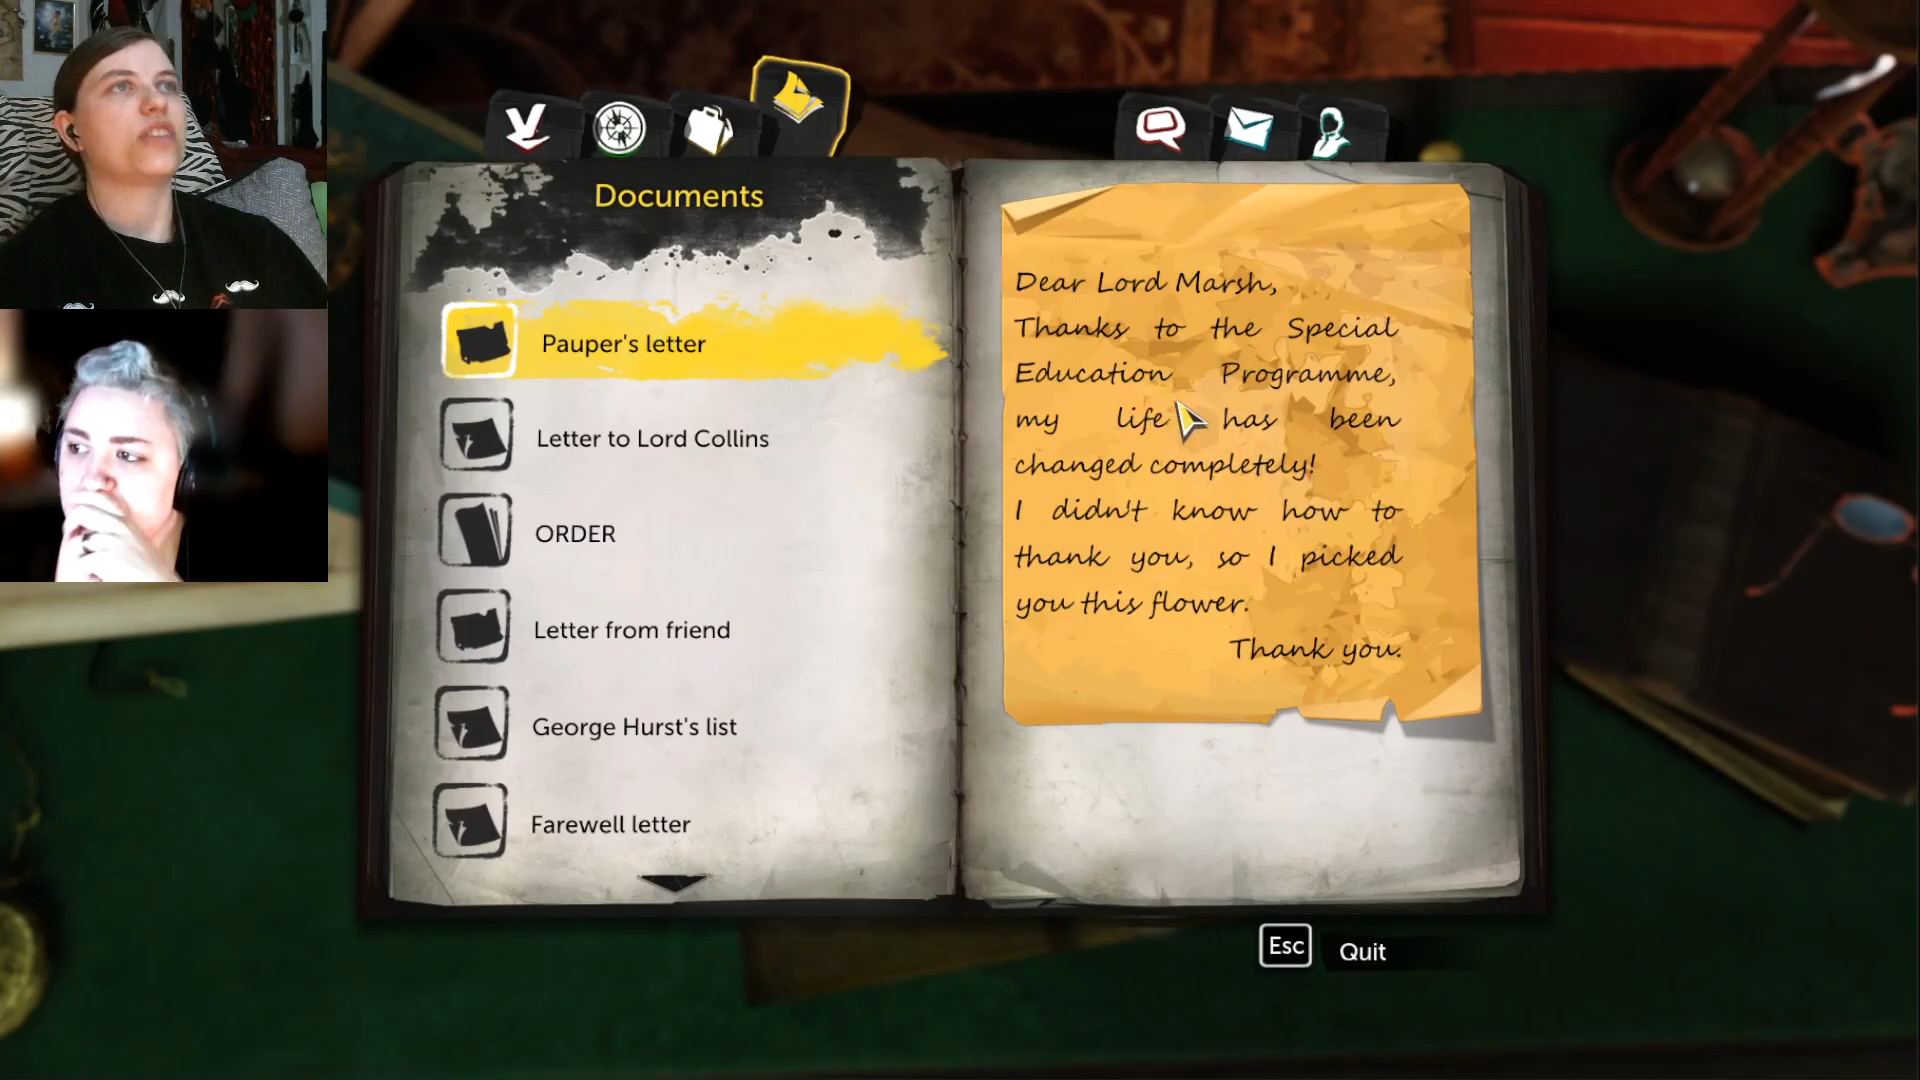 Documents
Pauper's letter
Letter to Lord Collins
ORDER
Letter from friend
George Hurst's list
Farewell letter
Dear Lord Marsh,
Thanks to the Special
Education Programme,
my life has been
changed completely!
I didn't know how to
thank you, so I picked
you this flower.
Thank you.
Esc Quit